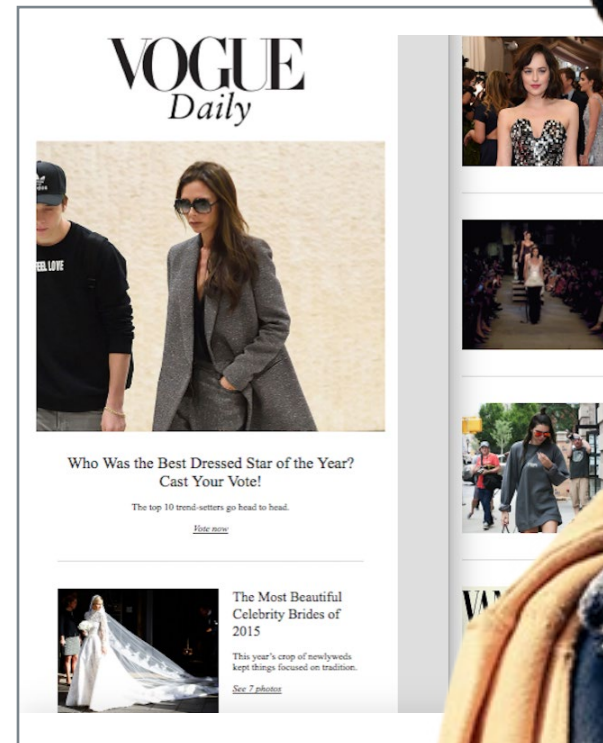 VOGUE
Daily
FEEL LOVE
Who Was the Best Dressed Star of the Year?
Cast Your Vote!
The top 10 trend-setters go head to head.
Vote now
The Most Beautiful
Celebrity Brides of
2015
This year's crop of newlyweds
kept things focused on tradition.
See 7 photos